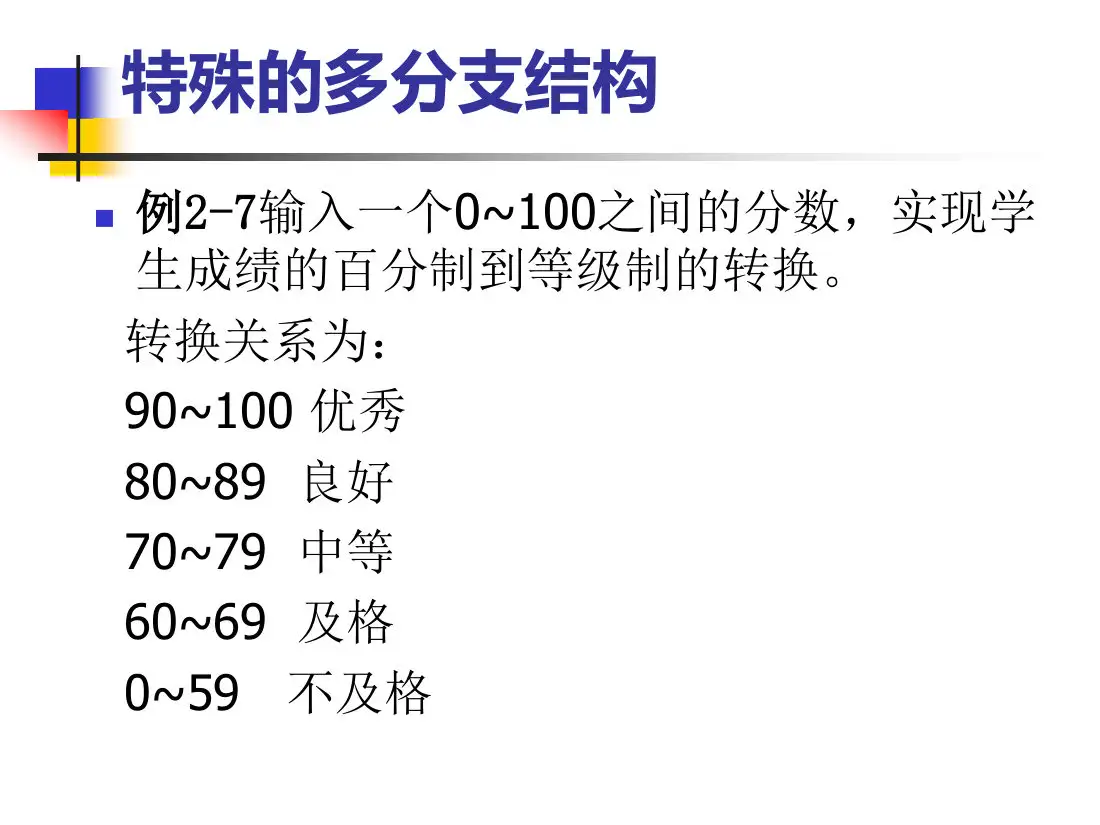 特殊的多分支结构
例2-7输入一个0~100之间的分数，实现学
生成绩的百分制到等级制的转换。
转换关系为：
90~100 优秀
80~89 良好
70~79 中等
60~69 及格
0~59 不及格